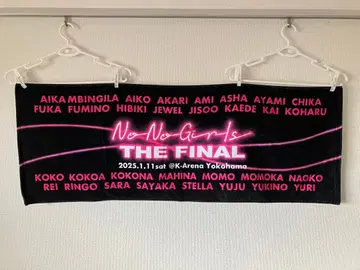 AIKA MBINGILA AIKO AKARI AMI ASHA AYAMI CHIKA
FUKA FUMINO HIBIKI JEWEL JISOO KAEDE KAI KOHARU
No No Girls
THE FINAL
2025.1.11sat @K-Arena Yokohama
KOKO KOKOA KOKONA MAHINA MOMO MOMOKA NAOKO
REI RINGO SARA SAYAKA STELLA YUJU YUKINO YURI